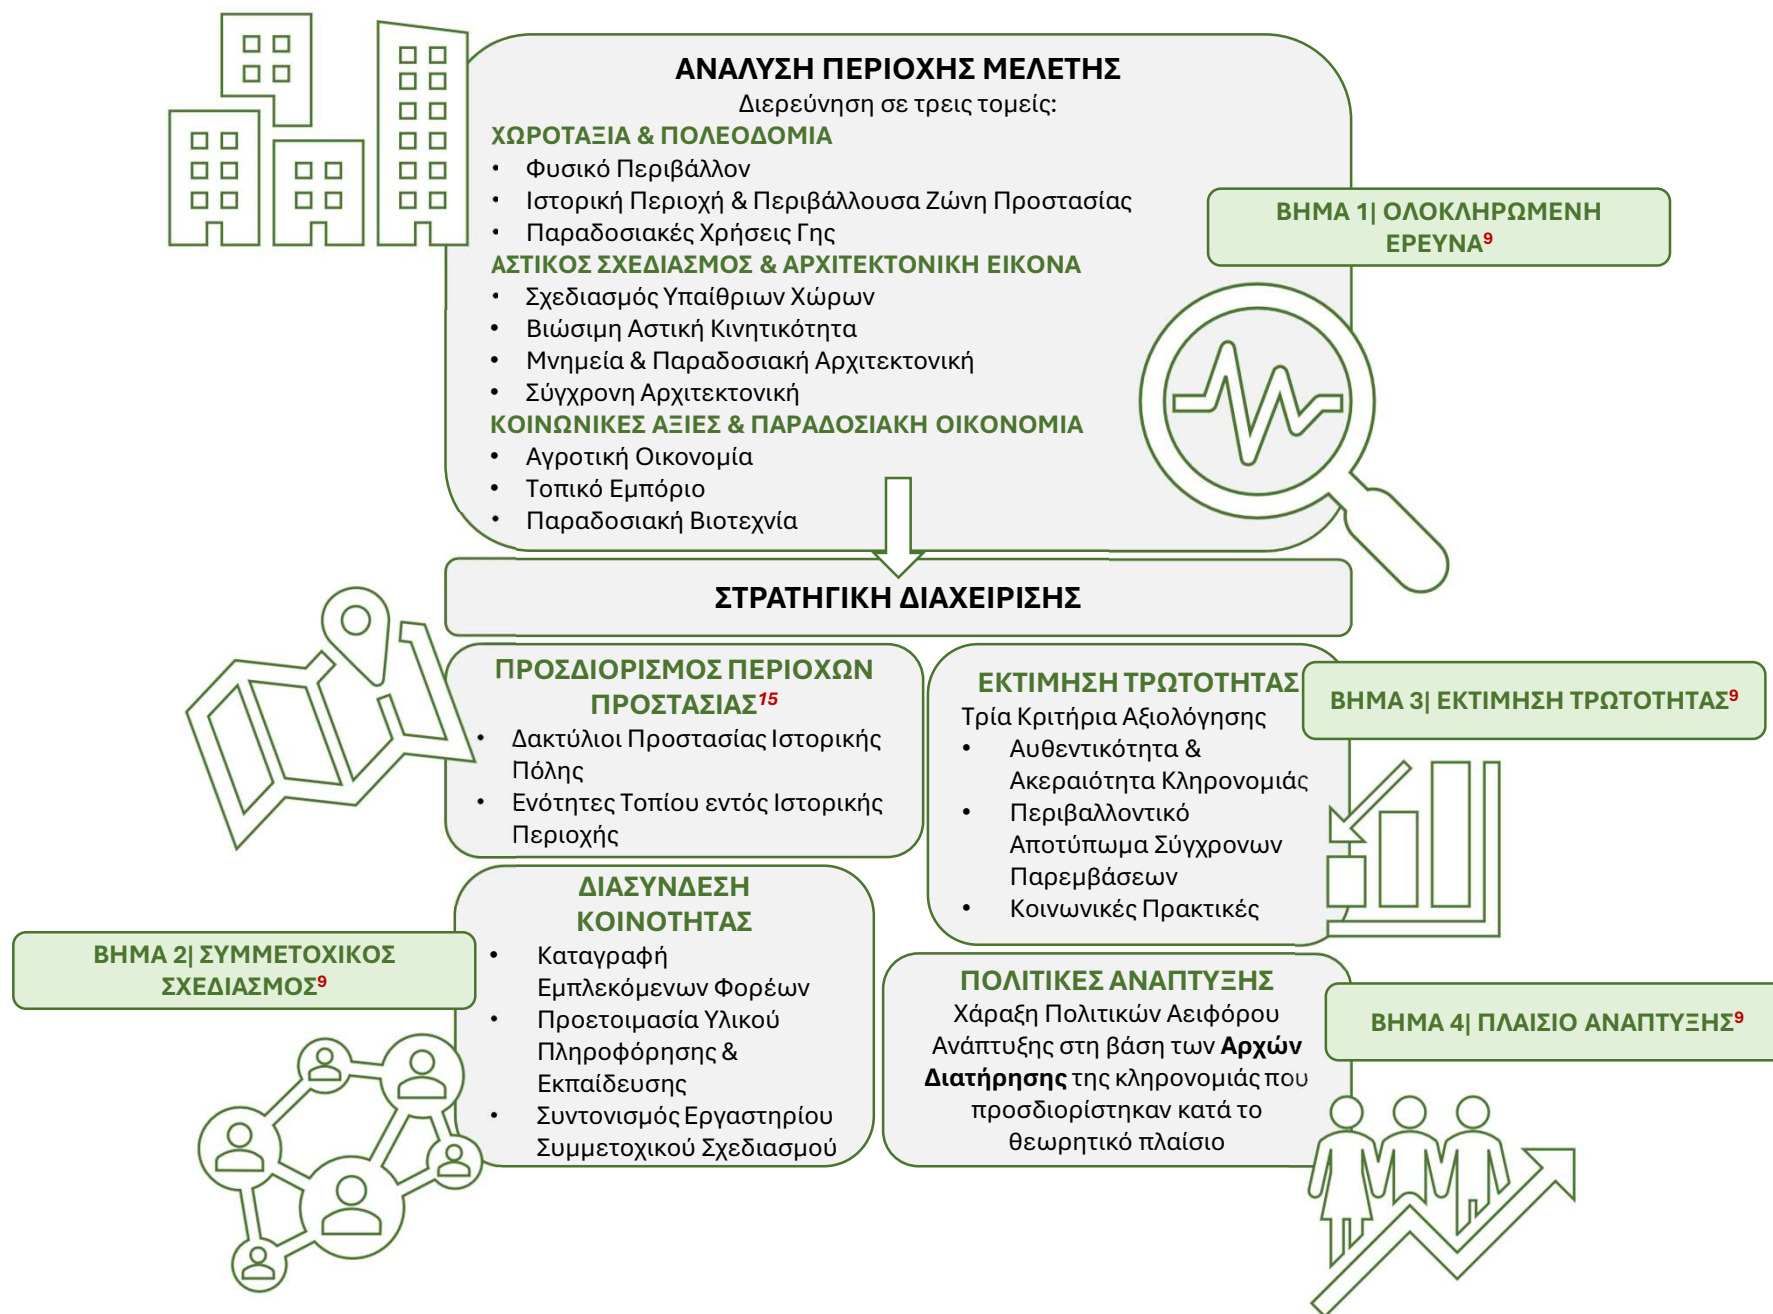 ΑΝΑΛΥΣΗ ΠΕΡΙΟΧΗΣ ΜΕΛΕΤΗΣ
Διερεύνηση σε τρεις τομείς:
ΧΩΡΟΤΑΞΙΑ & ΠΟΛΕΟΔΟΜΙΑ
• Φυσικό Περιβάλλον
• Ιστορική Περιοχή & Περιβάλλουσα Ζώνη Προστασίας
• Παραδοσιακές Χρήσεις Γης
ΑΣΤΙΚΟΣ ΣΧΕΔΙΑΣΜΟΣ & ΑΡΧΙΤΕΚΤΟΝΙΚΗ ΕΙΚΟΝΑ
• Σχεδιασμός Υπαίθριων Χώρων
• Βιώσιμη Αστική Κινητικότητα
• Μνημεία & Παραδοσιακή Αρχιτεκτονική
• Σύγχρονη Αρχιτεκτονική
ΚΟΙΝΩΝΙΚΕΣ ΑΞΙΕΣ & ΠΑΡΑΔΟΣΙΑΚΗ ΟΙΚΟΝΟΜΙΑ
• Αγροτική Οικονομία
• Τοπικό Εμπόριο
• Παραδοσιακή Βιοτεχνία
ΒΗΜΑ 1| ΟΛΟΚΛΗΡΩΜΕΝΗ
ΕΡΕΥΝΑ⁹
ΣΤΡΑΤΗΓΙΚΗ ΔΙΑΧΕΙΡΙΣΗΣ
ΠΡΟΣΔΙΟΡΙΣΜΟΣ ΠΕΡΙΟΧΩΝ
ΠΡΟΣΤΑΣΙΑΣ¹⁵
• Δακτύλιοι Προστασίας Ιστορικής
Πόλης
• Ενότητες Τοπίου εντός Ιστορικής
Περιοχής
ΔΙΑΣΥΝΔΕΣΗ
ΚΟΙΝΟΤΗΤΑΣ
• Καταγραφή
Εμπλεκόμενων Φορέων
• Προετοιμασία Υλικού
Πληροφόρησης &
Εκπαίδευσης
• Συντονισμός Εργαστηρίου
Συμμετοχικού Σχεδιασμού
ΒΗΜΑ 2| ΣΥΜΜΕΤΟΧΙΚΟΣ
ΣΧΕΔΙΑΣΜΟΣ⁹
ΕΚΤΙΜΗΣΗ ΤΡΩΤΟΤΗΤΑΣ
Τρία Κριτήρια Αξιολόγησης
• Αυθεντικότητα &
Ακεραιότητα Κληρονομιάς
• Περιβαλλοντικό
Αποτύπωμα Σύγχρονων
Παρεμβάσεων
• Κοινωνικές Πρακτικές
ΒΗΜΑ 3| ΕΚΤΙΜΗΣΗ ΤΡΩΤΟΤΗΤΑΣ⁹
ΠΟΛΙΤΙΚΕΣ ΑΝΑΠΤΥΞΗΣ
Χάραξη Πολιτικών Αειφόρου
Ανάπτυξης στη βάση των Αρχών
Διατήρησης της κληρονομιάς που
προσδιορίστηκαν κατά το
θεωρητικό πλαίσιο
ΒΗΜΑ 4| ΠΛΑΙΣΙΟ ΑΝΑΠΤΥΞΗΣ⁹